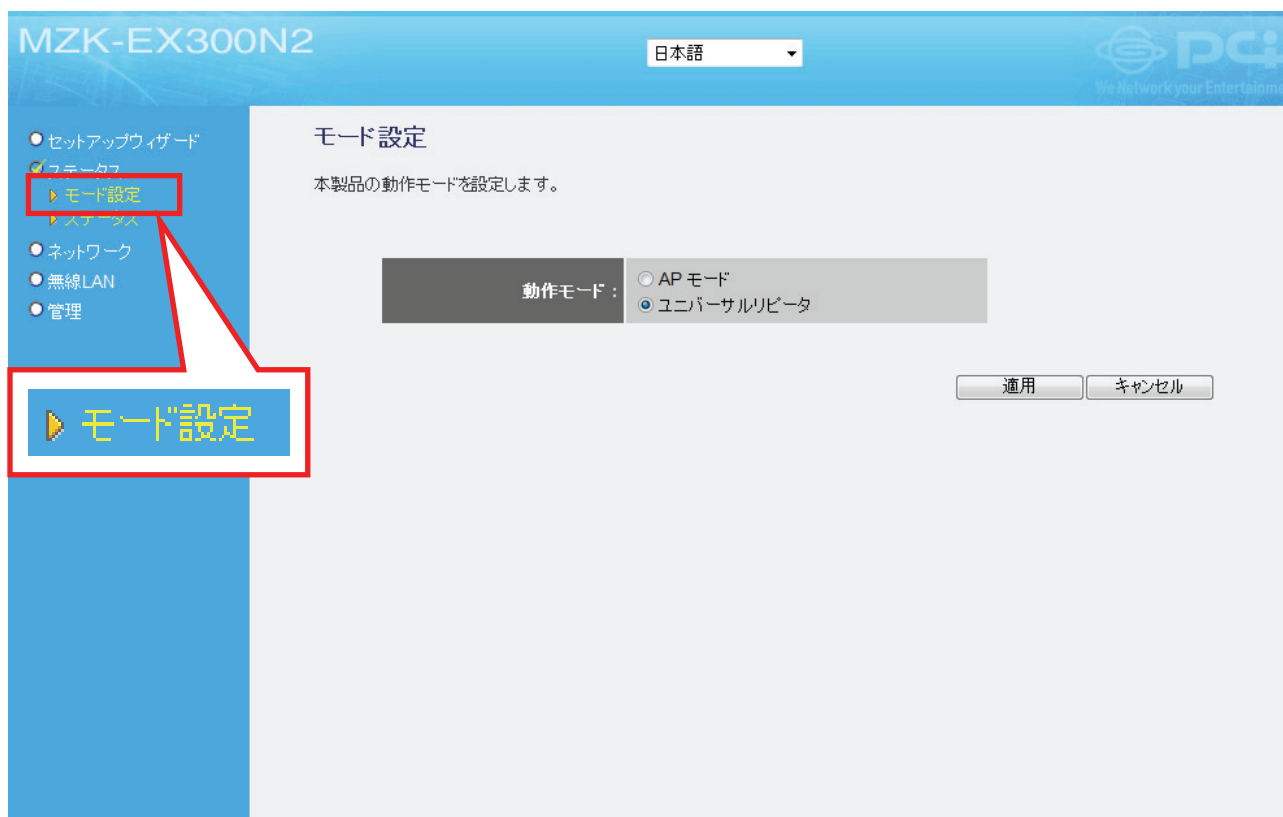 MZK-EX300N2
日本語
PCi
We Network your Entertainme
セットアップウィザード
ステータス
モード設定
ステータス
ネットワーク
無線LAN
管理
モード設定
モード設定
本製品の動作モードを設定します。
動作モード :
AP モード
ユニバーサルリピータ
適用
キャンセル